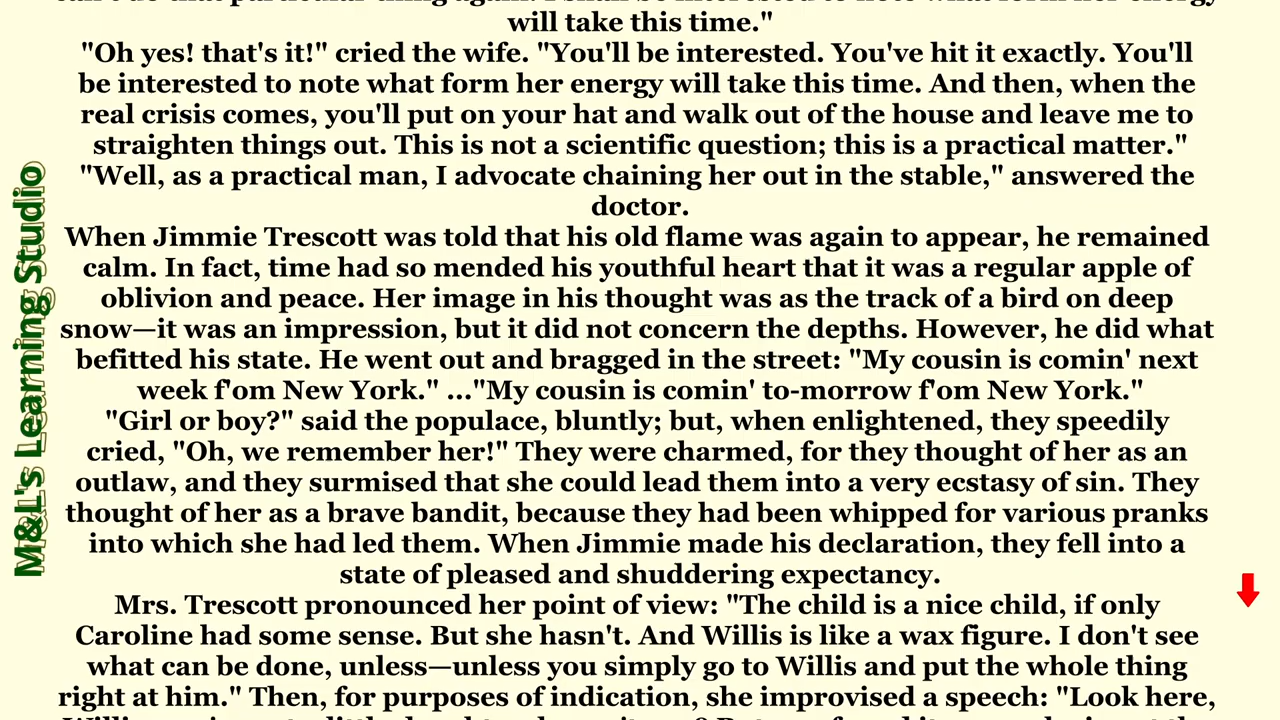 will take this time."
"Oh yes! that's it!" cried the wife. "You'll be interested. You've hit it exactly. You'll
be interested to note what form her energy will take this time. And then, when the
real crisis comes, you'll put on your hat and walk out of the house and leave me to
straighten things out. This is not a scientific question; this is a practical matter."
"Well, as a practical man, I advocate chaining her out in the stable," answered the
doctor.
When Jimmie Trescott was told that his old flame was again to appear, he remained
calm. In fact, time had so mended his youthful heart that it was a regular apple of
oblivion and peace. Her image in his thought was as the track of a bird on deep
snow—it was an impression, but it did not concern the depths. However, he did what
befitted his state. He went out and bragged in the street: "My cousin is comin' next
week f'om New York." ..."My cousin is comin' to-morrow f'om New York."
"Girl or boy?" said the populace, bluntly; but, when enlightened, they speedily
cried, "Oh, we remember her!" They were charmed, for they thought of her as an
outlaw, and they surmised that she could lead them into a very ecstasy of sin. They
thought of her as a brave bandit, because they had been whipped for various pranks
into which she had led them. When Jimmie made his declaration, they fell into a
state of pleased and shuddering expectancy.
Mrs. Trescott pronounced her point of view: "The child is a nice child, if only
Caroline had some sense. But she hasn't. And Willis is like a wax figure. I don't see
what can be done, unless—unless you simply go to Willis and put the whole thing
right at him." Then, for purposes of indication, she improvised a speech: "Look here,
M&L's Learning Studio